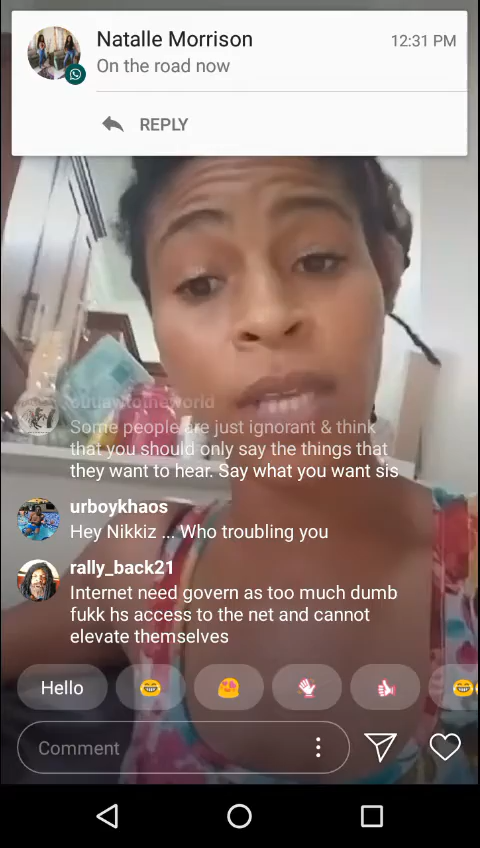 Natalle Morrison
12:31 PM
On the road now
REPLY
Some people are just ignorant & think
that you should only say the things that
they want to hear. Say what you want sis
urboykhaos
Hey Nikkiz ... Who troubling you
rally_back21
Internet need govern as too much dumb
fukk hs access to the net and cannot
elevate themselves
Hello
Comment